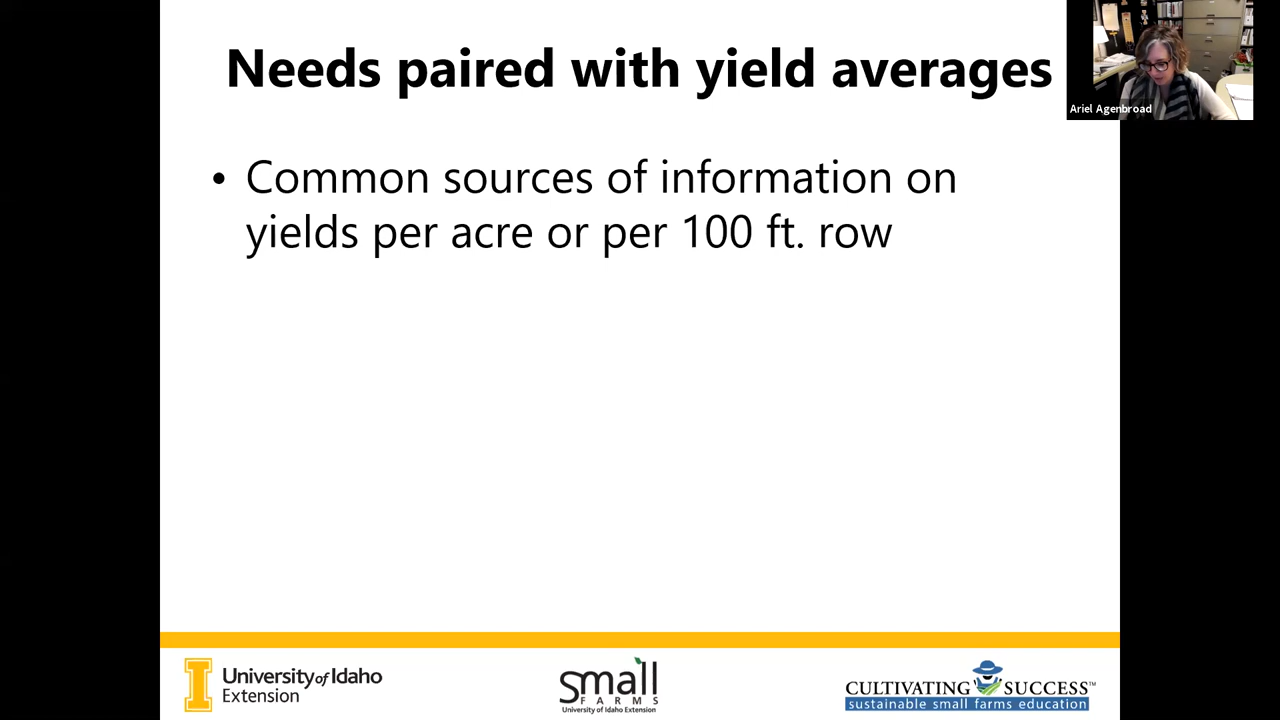 Needs paired with yield averages
Ariel Agenbroad
• Common sources of information on
yields per acre or per 100 ft. row
University of Idaho
Extension
small
FARMS
University of Idaho Extension
CULTIVATING SUCCESS™
sustainable small farms education